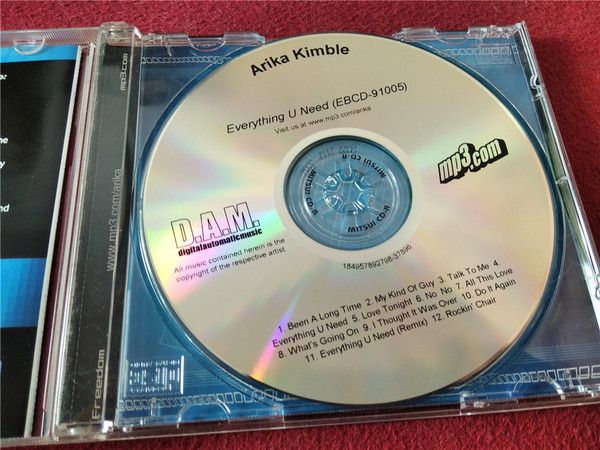 Arika Kimble
Everything U Need (EBCD-91005)
Visit us at www.mp3.com/arika
mp3.com
D.A.M.
digitalautomaticmusic
All music contained herein is the
copyright of the respective artist.
MITSUI CD-R
MITSUI CD-R
MITSUI CD-R
1. Been A Long Time 2. My Kind Of Guy 3. Talk To Me 4.
Everything U Need 5. Love Tonight 6. No No 7. All This Love
8. What's Going On 9. I Thought It Was Over 10. Do It Again
11. Everything U Need (Remix) 12. Rockin' Chair
mp3.com
www.mp3.com/arika
Freedom